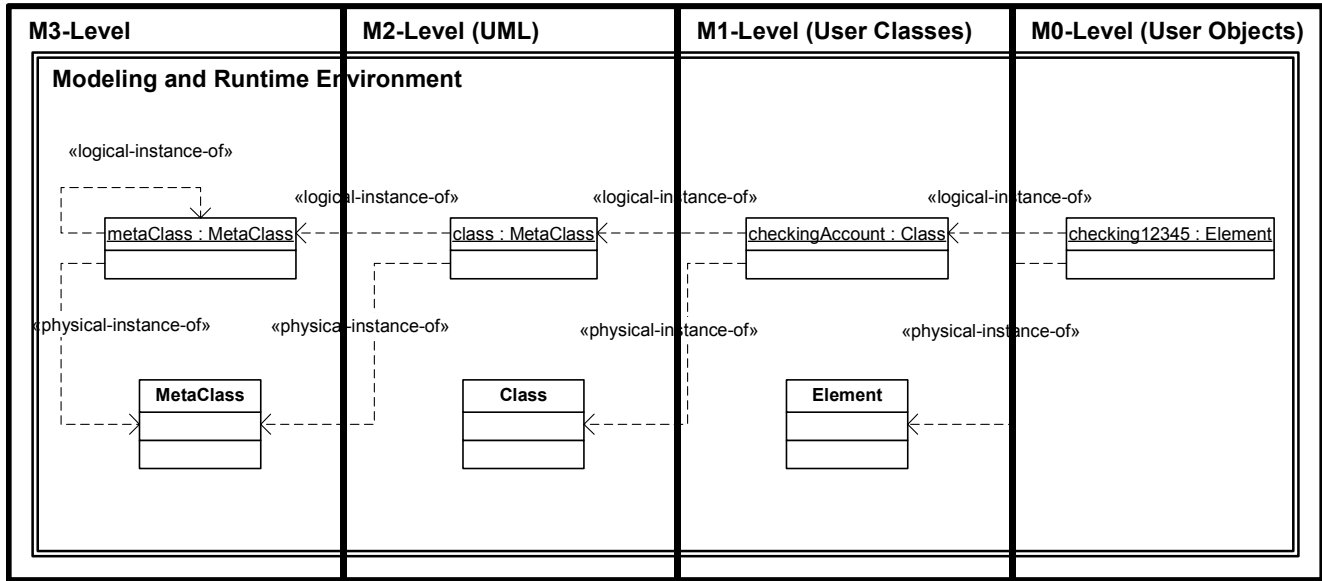 M3-Level
M2-Level (UML)
M1-Level (User Classes)
M0-Level (User Objects)
Modeling and Runtime Environment
«logical-instance-of»
«logical-instance-of»
«logical-instance-of»
«logical-instance-of»
metaClass : MetaClass
class : MetaClass
checkingAccount : Class
checking12345 : Element
«physical-instance-of»
«physical-instance-of»
«physical-instance-of»
«physical-instance-of»
MetaClass
Class
Element